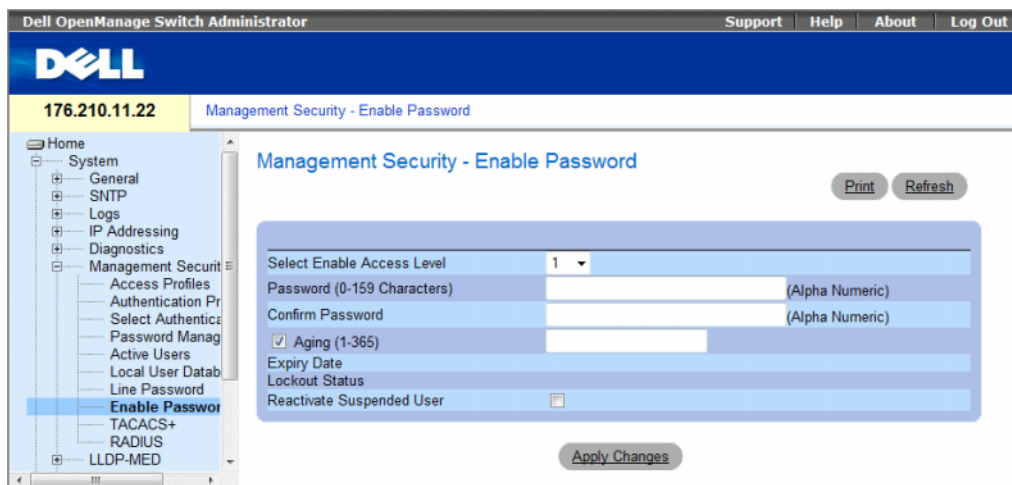 Dell OpenManage Switch Administrator Support Help About Log Out
DELL
176.210.11.22 Management Security - Enable Password
Home
System
General
SNTP
Logs
IP Addressing
Diagnostics
Management Securit
Access Profiles
Authentication Pr
Select Authentica
Password Manag
Active Users
Local User Datab
Line Password
Enable Passwor
TACACS+
RADIUS
LLDP-MED
Management Security - Enable Password
Print Refresh
Select Enable Access Level 1
Password (0-159 Characters) (Alpha Numeric)
Confirm Password (Alpha Numeric)
Aging (1-365)
Expiry Date
Lockout Status
Reactivate Suspended User
Apply Changes